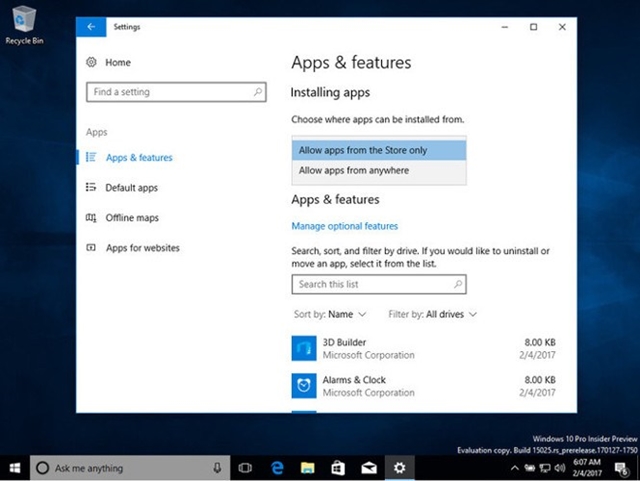 Recycle Bin
Settings
Home
Find a setting
Apps
Apps & features
Default apps
Offline maps
Apps for websites
Apps & features
Installing apps
Choose where apps can be installed from.
Allow apps from the Store only
Allow apps from anywhere
Apps & features
Manage optional features
Search, sort, and filter by drive. If you would like to uninstall or
move an app, select it from the list.
Search this list
Sort by: Name
Filter by: All drives
3D Builder 8.00 KB
Microsoft Corporation 2/4/2017
Alarms & Clock 8.00 KB
Microsoft Corporation 2/4/2017
Windows 10 Pro Insider Preview
Evaluation copy. Build 15025.rs_prerelease.170127-1750
Ask me anything
6:07 AM
2/4/2017
6